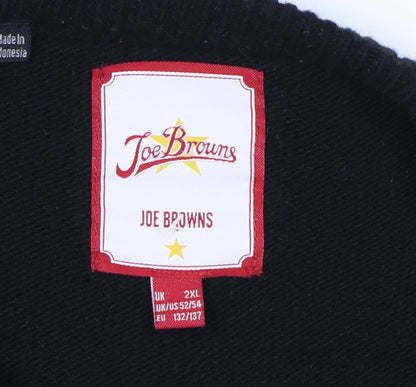 Made In
Indonesia
Joe Browns
JOE BROWNS
UK 2XL
UK/US 52/54
EU 132/137